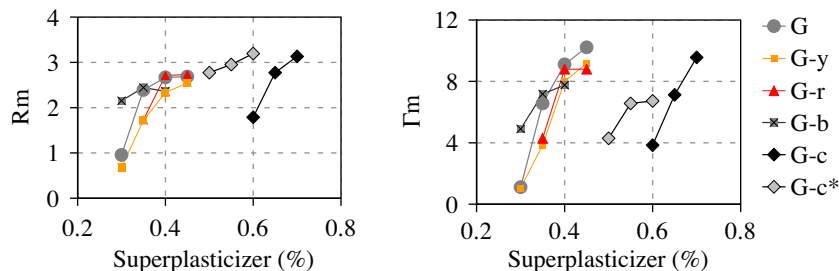 Rm
4
3
2
1
0
0.2
0.4
0.6
0.8
Superplasticizer (%)
Γm
12
8
4
0
0.2
0.4
0.6
0.8
Superplasticizer (%)
G
G-y
G-r
G-b
G-c
G-c*